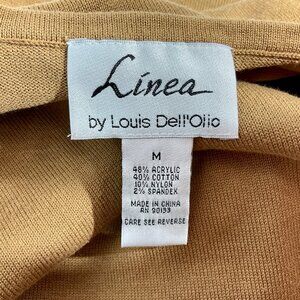 Linea
by Louis Dell'Olio
M
48% ACRYLIC
40% COTTON
10% NYLON
2% SPANDEX
MADE IN CHINA
RN 90193
CARE SEE REVERSE